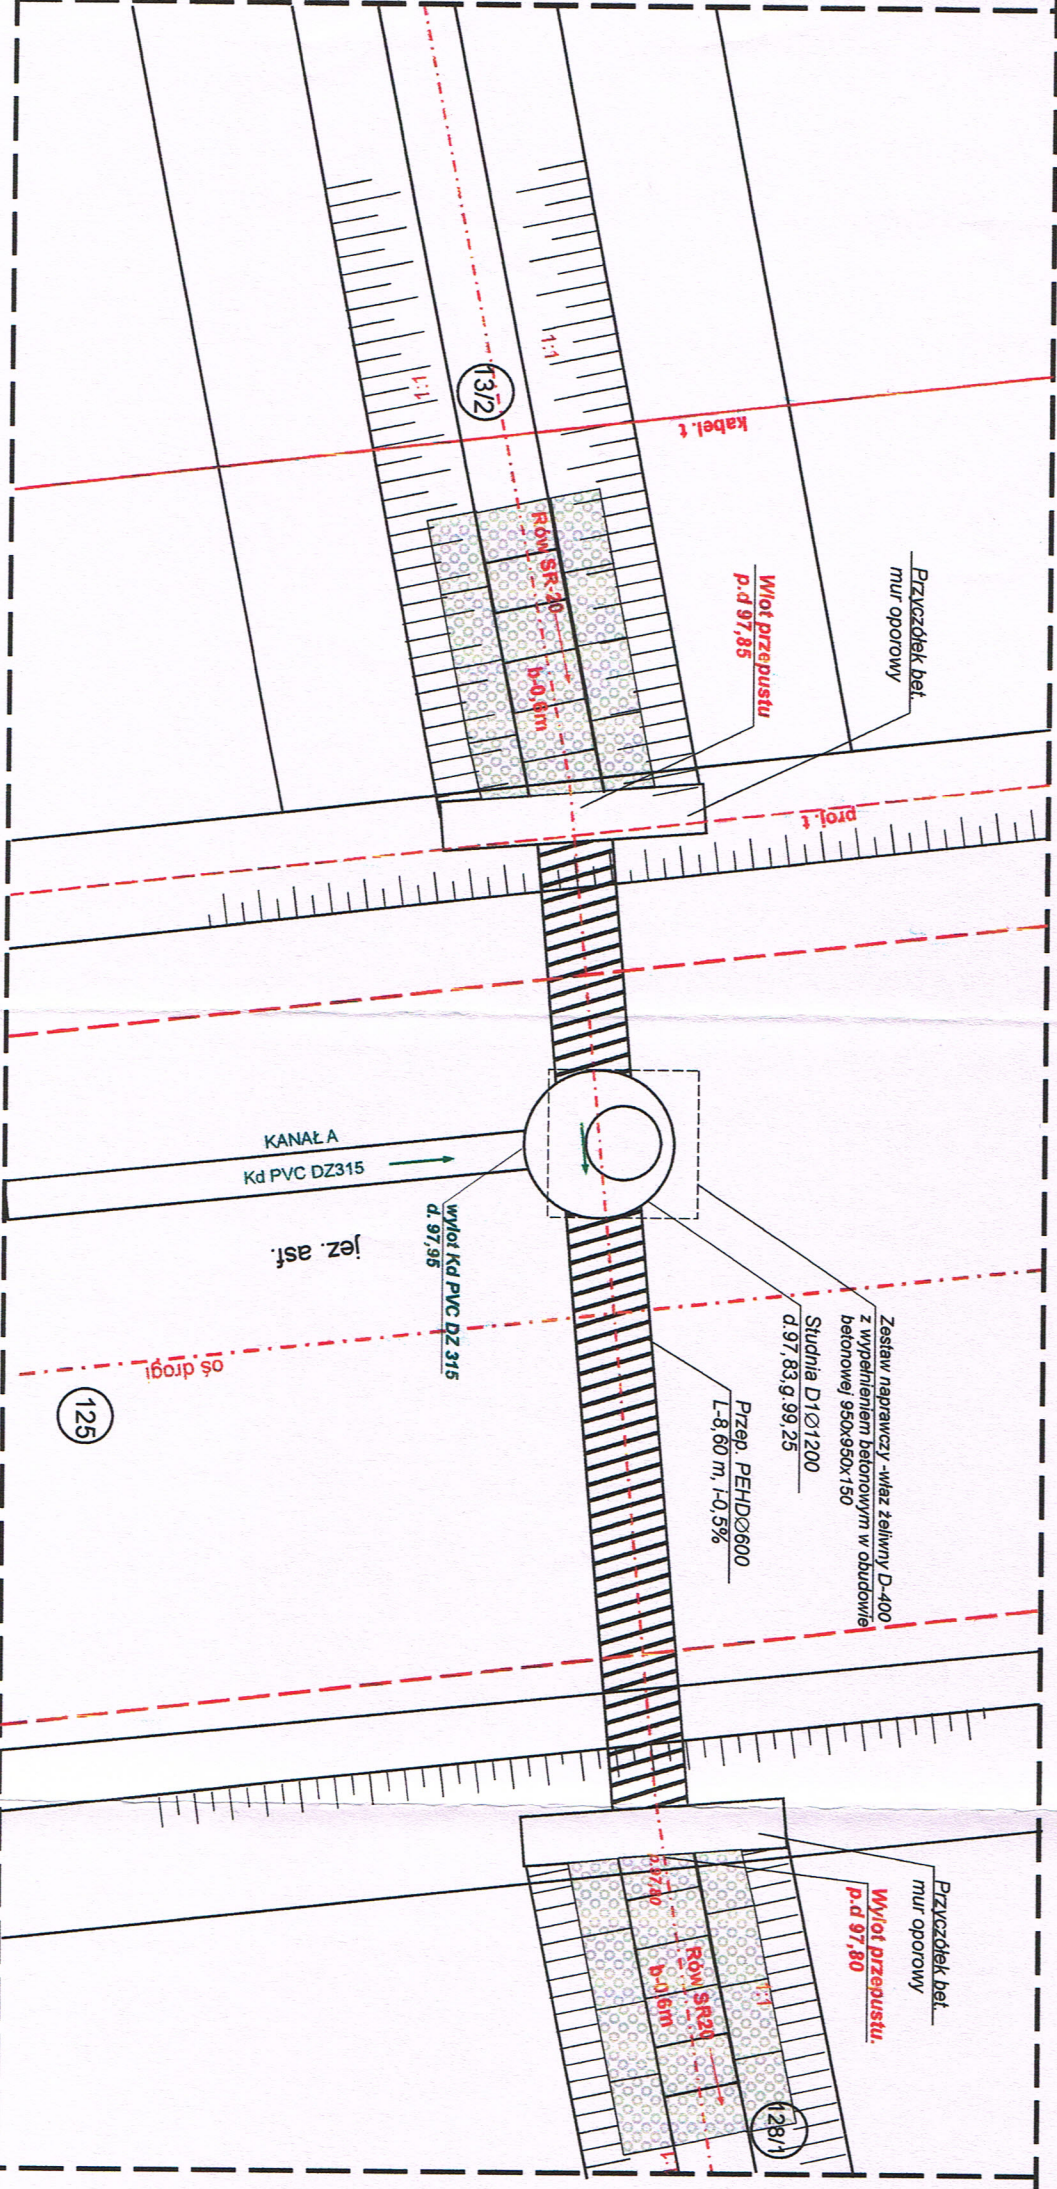 Przyczółek bet.
mur oporowy
Wlot przepustu
p.d 97,85
kabel. t
1:1
13/2
1:1
Rów SR-20
b-0,6m
proj. t
KANAŁ A
Kd PVC DZ315
wylot Kd PVC DZ 315
d. 97,95
jez. asf.
oś drogi
125
Zestaw naprawczy -właz żeliwny D-400
z wypełnieniem betonowym w obudowie
betonowej 950x950x150
Studnia D1Ø1200
d.97,83,g.99,25
Przep. PEHDØ600
L-8,60 m, i-0,5%
Przyczółek bet.
mur oporowy
Wylot przepustu.
p.d 97,80
p.97,80
Rów SR20
b-0,6m
1:1
128/1